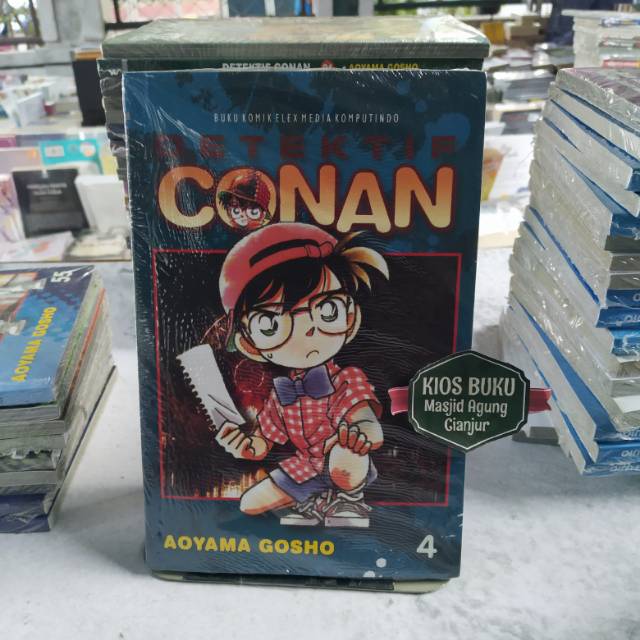 DETEKTIF CONAN
AOYAMA GOSHO
BUKU KOMIK ELEX MEDIA KOMPUTINDO
DETEKTIF
CONAN
KIOS BUKU
Masjid Agung
Cianjur
AOYAMA GOSHO
4
55
AOYAMA GOSHO